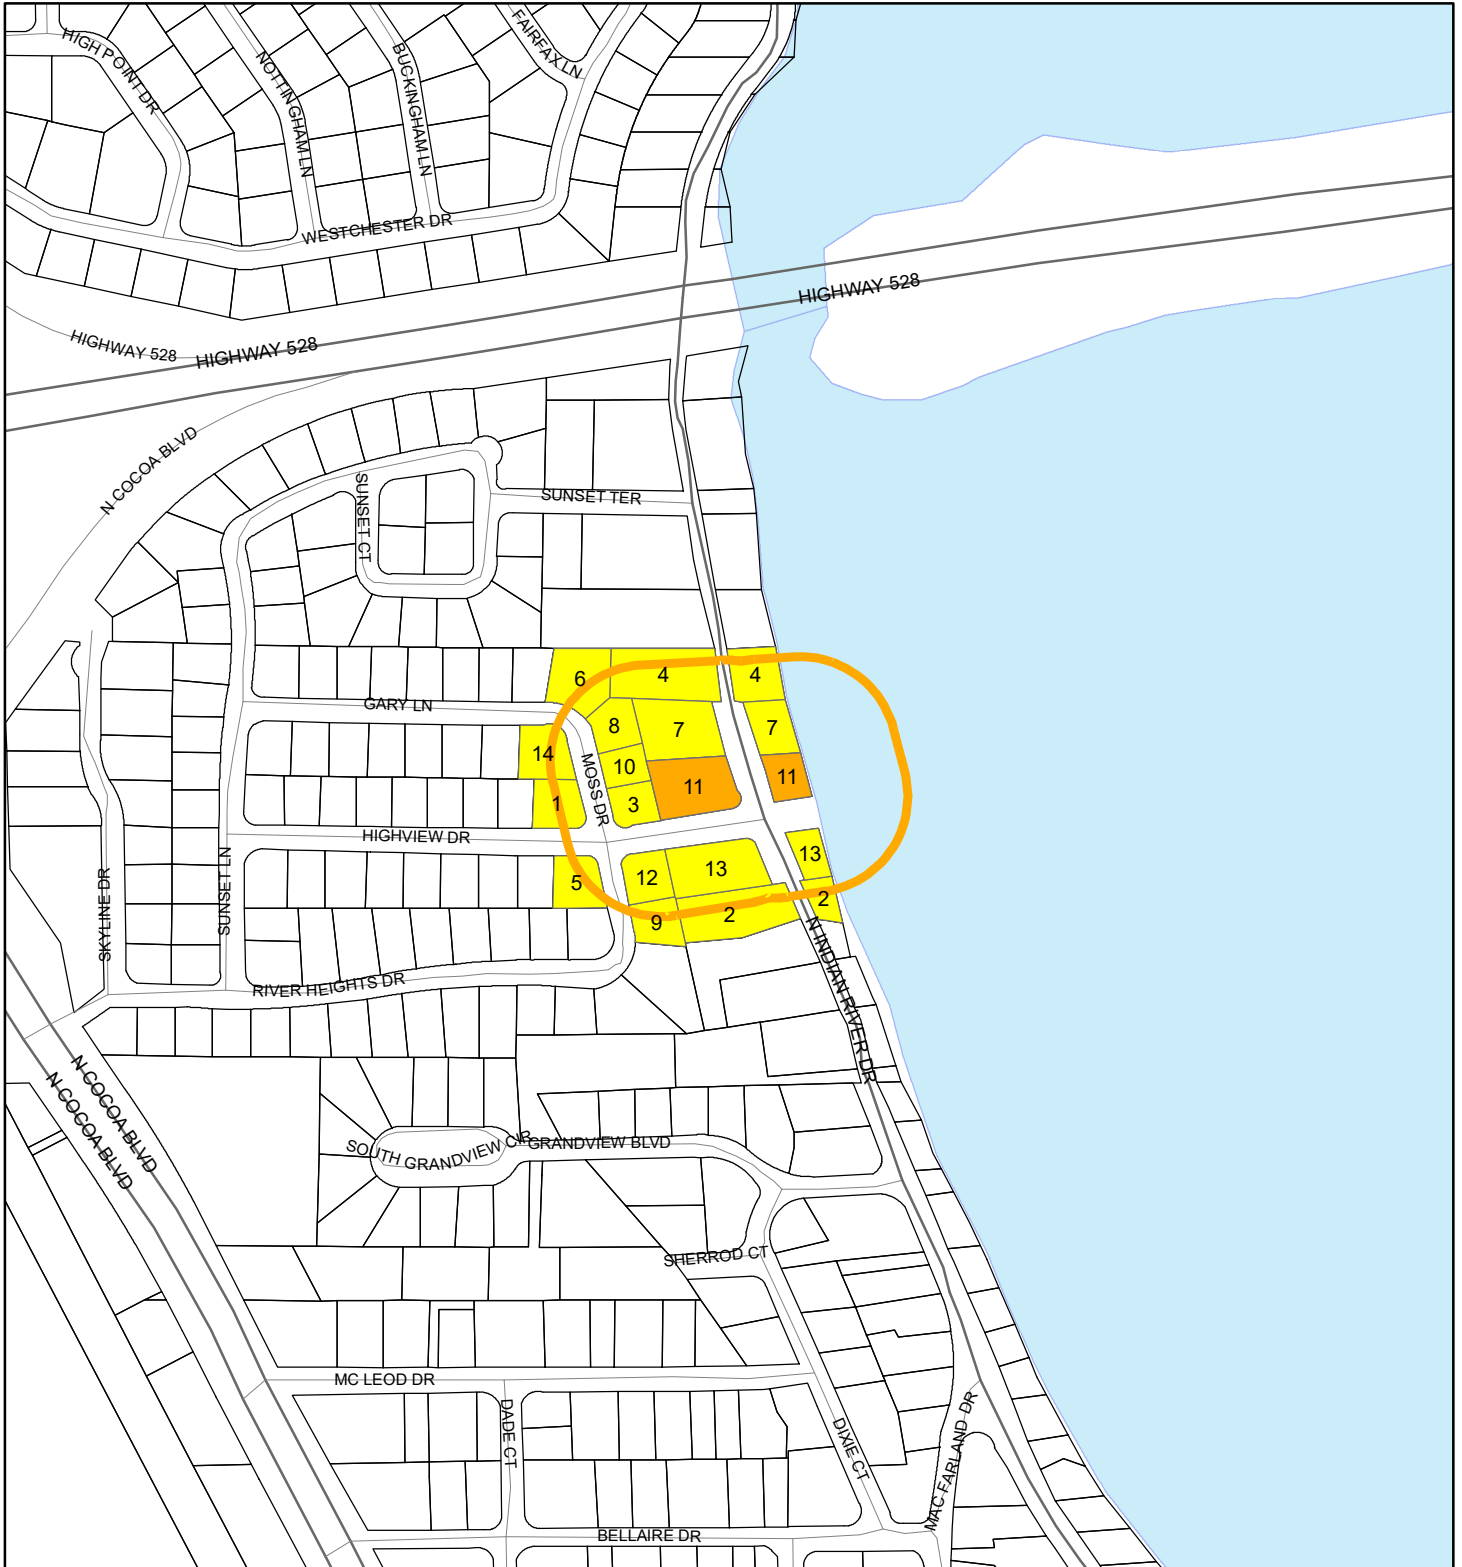 FAIRFAX LN
HIGH POINT DR
NOTTINGHAM LN
BUCKINGHAM LN
WESTCHESTER DR
HIGHWAY 528
HIGHWAY 528
HIGHWAY 528
N COCOA BLVD
SUNSET CT
SUNSET TER
6
4
4
GARY LN
8
7
7
14
MOSS DR
10
11
11
1
3
HIGHVIEW DR
13
13
SKYLINE DR
SUNSET LN
5
12
2
2
9
N INDIAN RIVER DR
RIVER HEIGHTS DR
N COCOA BLVD
N COCOA BLVD
SOUTH GRANDVIEW CIR
GRANDVIEW BLVD
SHERROD CT
MC LEOD DR
DADE CT
DIXIE CT
MAC FARLAND DR
BELLAIRE DR